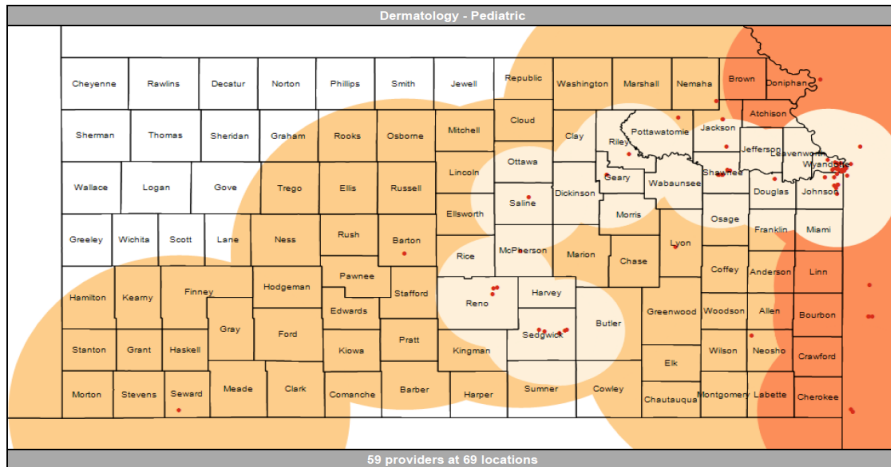 Dermatology - Pediatric
Cheyenne Rawlins Decatur Norton Phillips Smith Jewell Republic Washington Marshall Nemaha Brown Doniphan
Sherman Thomas Sheridan Graham Rooks Osborne Mitchell Cloud Clay Riley Pottawatomie Jackson Atchison
Jefferson Leavenworth Wyandotte
Wallace Logan Gove Trego Ellis Russell Lincoln Ottawa Saline Dickinson Geary Wabaunsee Shawnee Douglas Johnson
Greeley Wichita Scott Lane Ness Rush Barton Ellsworth Rice McPherson Marion Morris Chase Lyon Osage Franklin Miami
Hamilton Kearny Finney Hodgeman Pawnee Stafford Reno Harvey Coffey Anderson Linn
Stanton Grant Haskell Gray Ford Edwards Kiowa Pratt Kingman Sedgwick Butler Greenwood Woodson Allen Bourbon
Elk Wilson Neosho Crawford
Morton Stevens Seward Meade Clark Comanche Barber Harper Sumner Cowley Chautauqua Montgomery Labette Cherokee
59 providers at 69 locations